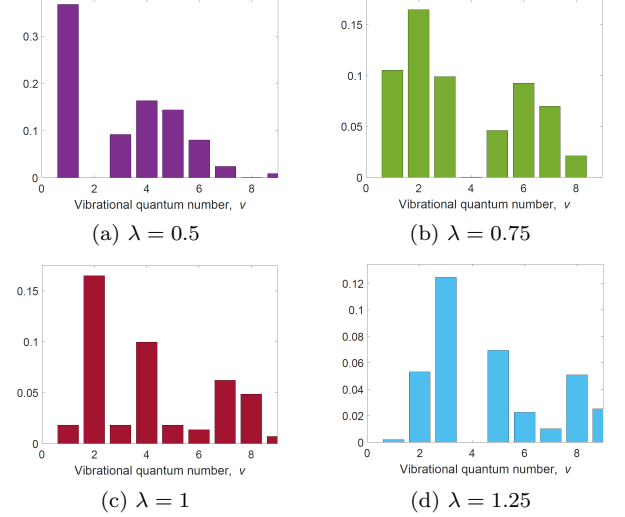 0.3
0.2
0.1
0
0 2 4 6 8
Vibrational quantum number, v
(a) λ = 0.5
0.15
0.1
0.05
0
0 2 4 6 8
Vibrational quantum number, v
(b) λ = 0.75
0.15
0.1
0.05
0
0 2 4 6 8
Vibrational quantum number, v
(c) λ = 1
0.12
0.1
0.08
0.06
0.04
0.02
0
0 2 4 6 8
Vibrational quantum number, v
(d) λ = 1.25